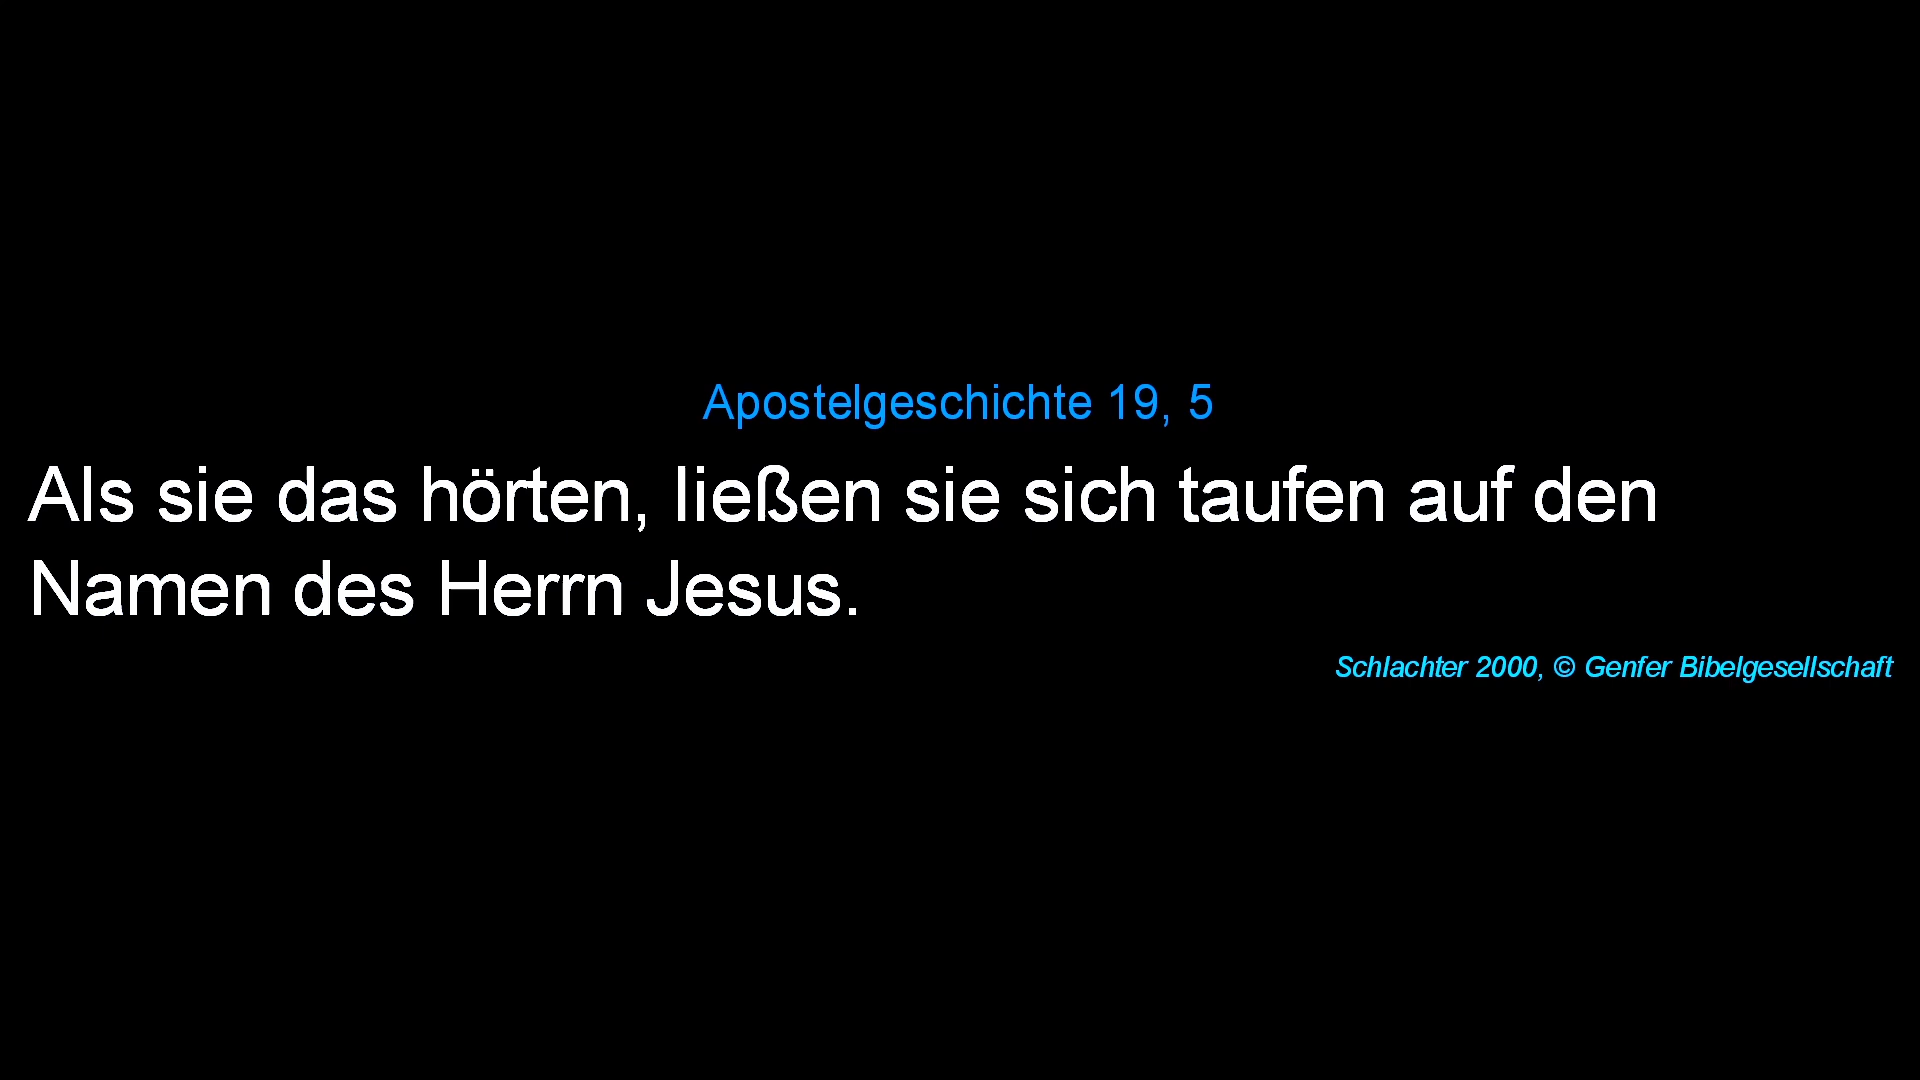 Apostelgeschichte 19, 5
Als sie das hörten, ließen sie sich taufen auf den
Namen des Herrn Jesus.
Schlachter 2000, © Genfer Bibelgesellschaft